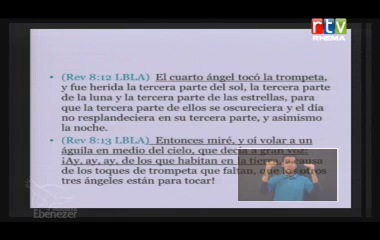 rtv
RHEMA
• (Rev 8:12 LBLA) El cuarto ángel tocó la trompeta,
y fue herida la tercera parte del sol, la tercera parte
de la luna y la tercera parte de las estrellas, para
que la tercera parte de ellos se oscureciera y el día
no resplandeciera en su tercera parte, y asimismo
la noche.
• (Rev 8:13 LBLA) Entonces miré, y oí volar a un
águila en medio del cielo, que decía a gran voz:
¡Ay, ay, ay, de los que habitan en la tierra, a causa
de los toques de trompeta que faltan, que los otros
tres ángeles están para tocar!
Ebenezer